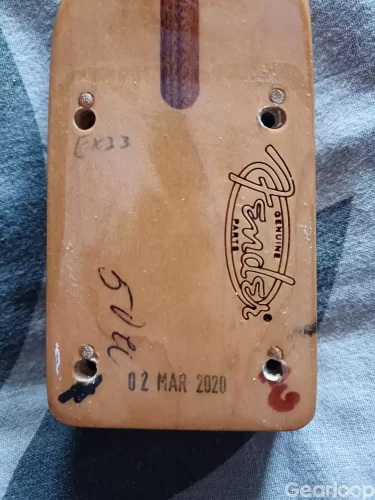 EX33
Fender®
GENUINE
PARTS
02 MAR 2020
Gearloop